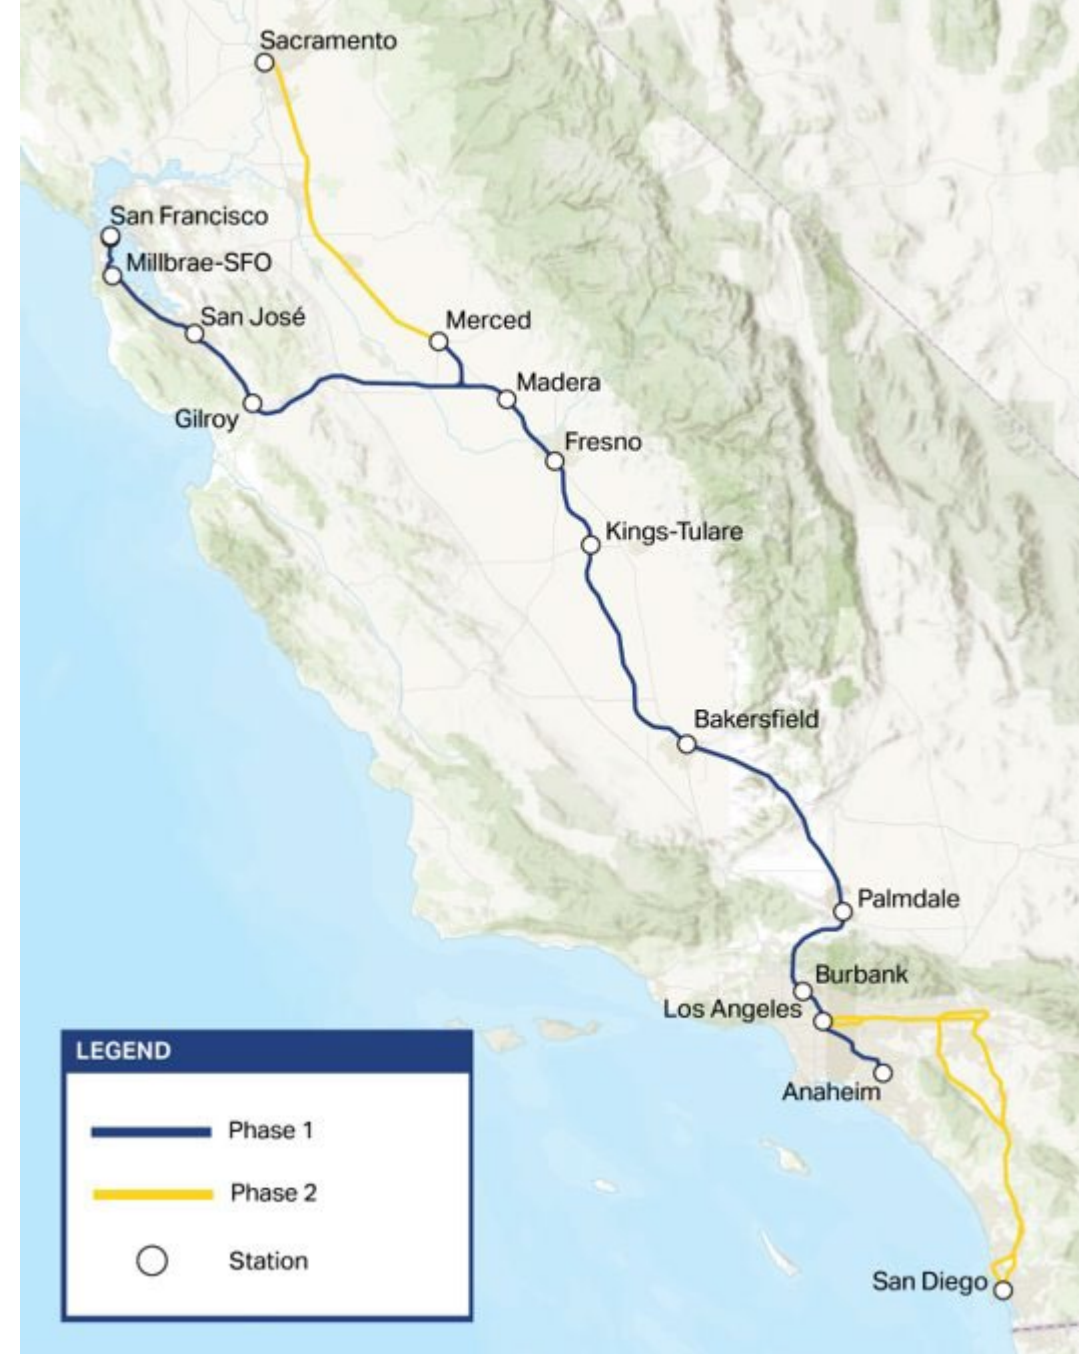 Sacramento
San Francisco
Millbrae-SFO
San José
Merced
Madera
Gilroy
Fresno
Kings-Tulare
Bakersfield
Palmdale
Burbank
Los Angeles
Anaheim
San Diego
LEGEND
Phase 1
Phase 2
Station